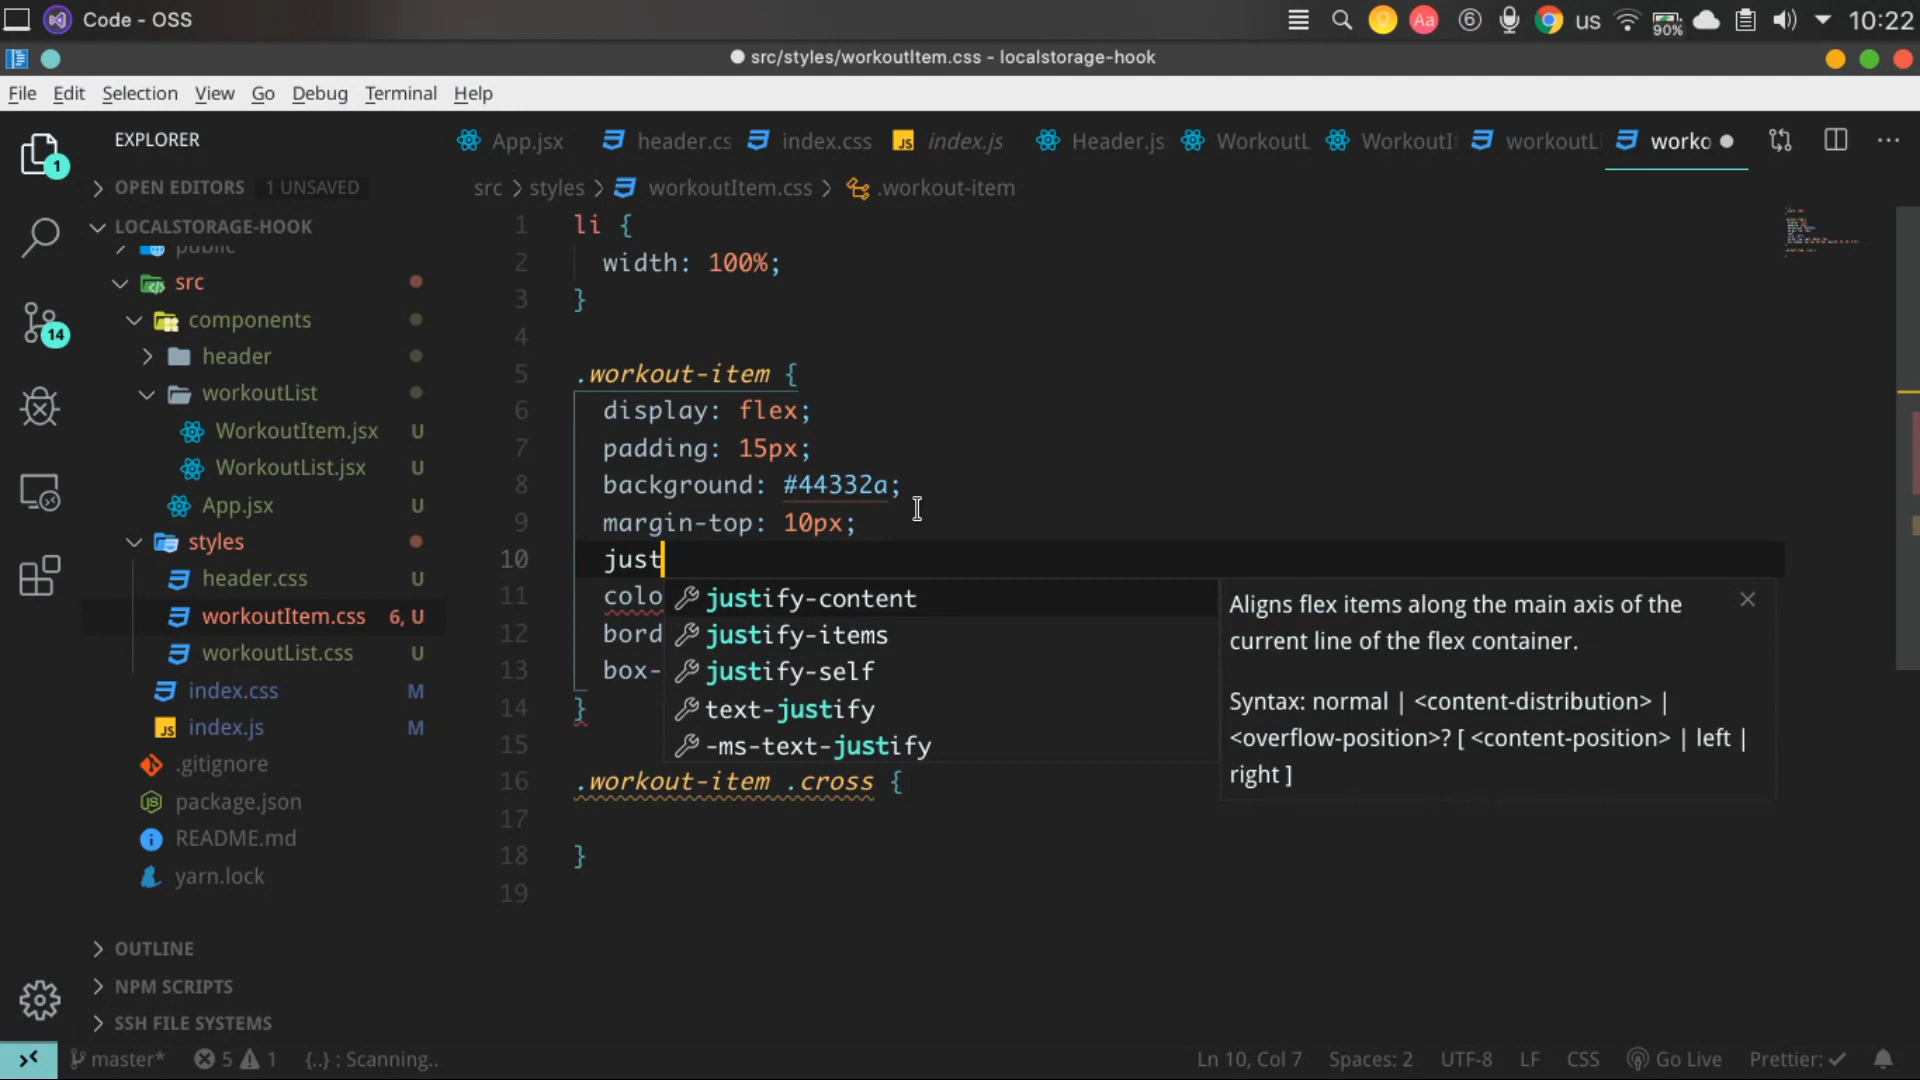 Code - OSS
Aa
6
us
90%
10:22
src/styles/workoutItem.css - localstorage-hook
File Edit Selection View Go Debug Terminal Help
EXPLORER
1
OPEN EDITORS 1 UNSAVED
LOCALSTORAGE-HOOK
public
src
components
header
workoutList
WorkoutItem.jsx U
WorkoutList.jsx U
App.jsx U
styles
header.css U
workoutItem.css 6, U
workoutList.css U
index.css M
index.js M
.gitignore
package.json
README.md
yarn.lock
OUTLINE
NPM SCRIPTS
SSH FILE SYSTEMS
14
App.jsx header.cs index.css JS index.js Header.js WorkoutL WorkoutI workoutL worko
src > styles > workoutItem.css > .workout-item
1 li {
2 width: 100%;
3 }
4
5 .workout-item {
6 display: flex;
7 padding: 15px;
8 background: #44332a;
9 margin-top: 10px;
10 just
11 colo
12 bord
13 box-
14 }
15
16 .workout-item .cross {
17
18 }
19
justify-content
justify-items
justify-self
text-justify
-ms-text-justify
Aligns flex items along the main axis of the
current line of the flex container.
Syntax: normal | <content-distribution> |
<overflow-position>? [ <content-position> | left |
right ]
master* 5 1 {..} : Scanning.. Ln 10, Col 7 Spaces: 2 UTF-8 LF CSS Go Live Prettier: ✓